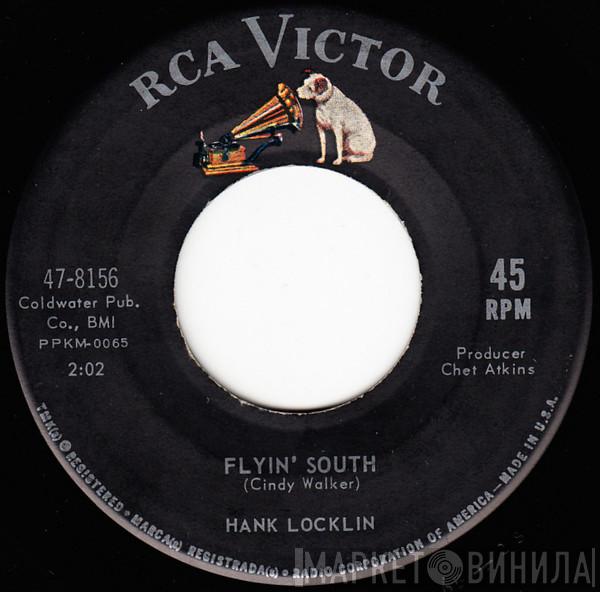 RCA VICTOR
47-8156
Coldwater Pub.
Co., BMI
PPKM-0065
2:02
45
RPM
Producer
Chet Atkins
FLYIN' SOUTH
(Cindy Walker)
HANK LOCKLIN
TMK(s) ® REGISTERED • MARCA(s) REGISTRADA(s) • RADIO CORPORATION OF AMERICA—MADE IN U.S.A.
МАРКЕТ ВИНИЛА